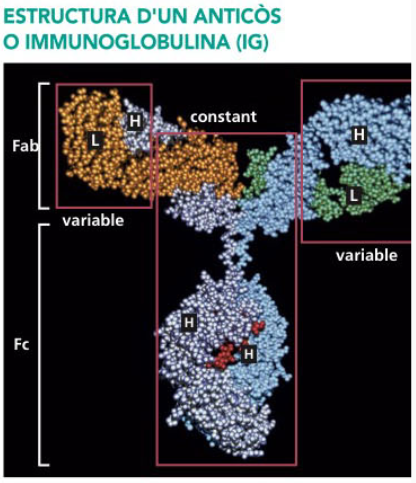 ESTRUCTURA D'UN ANTICÒS
O IMMUNOGLOBULINA (IG)
constant
H
L
H
Fab
L
variable
variable
H
Fc
H